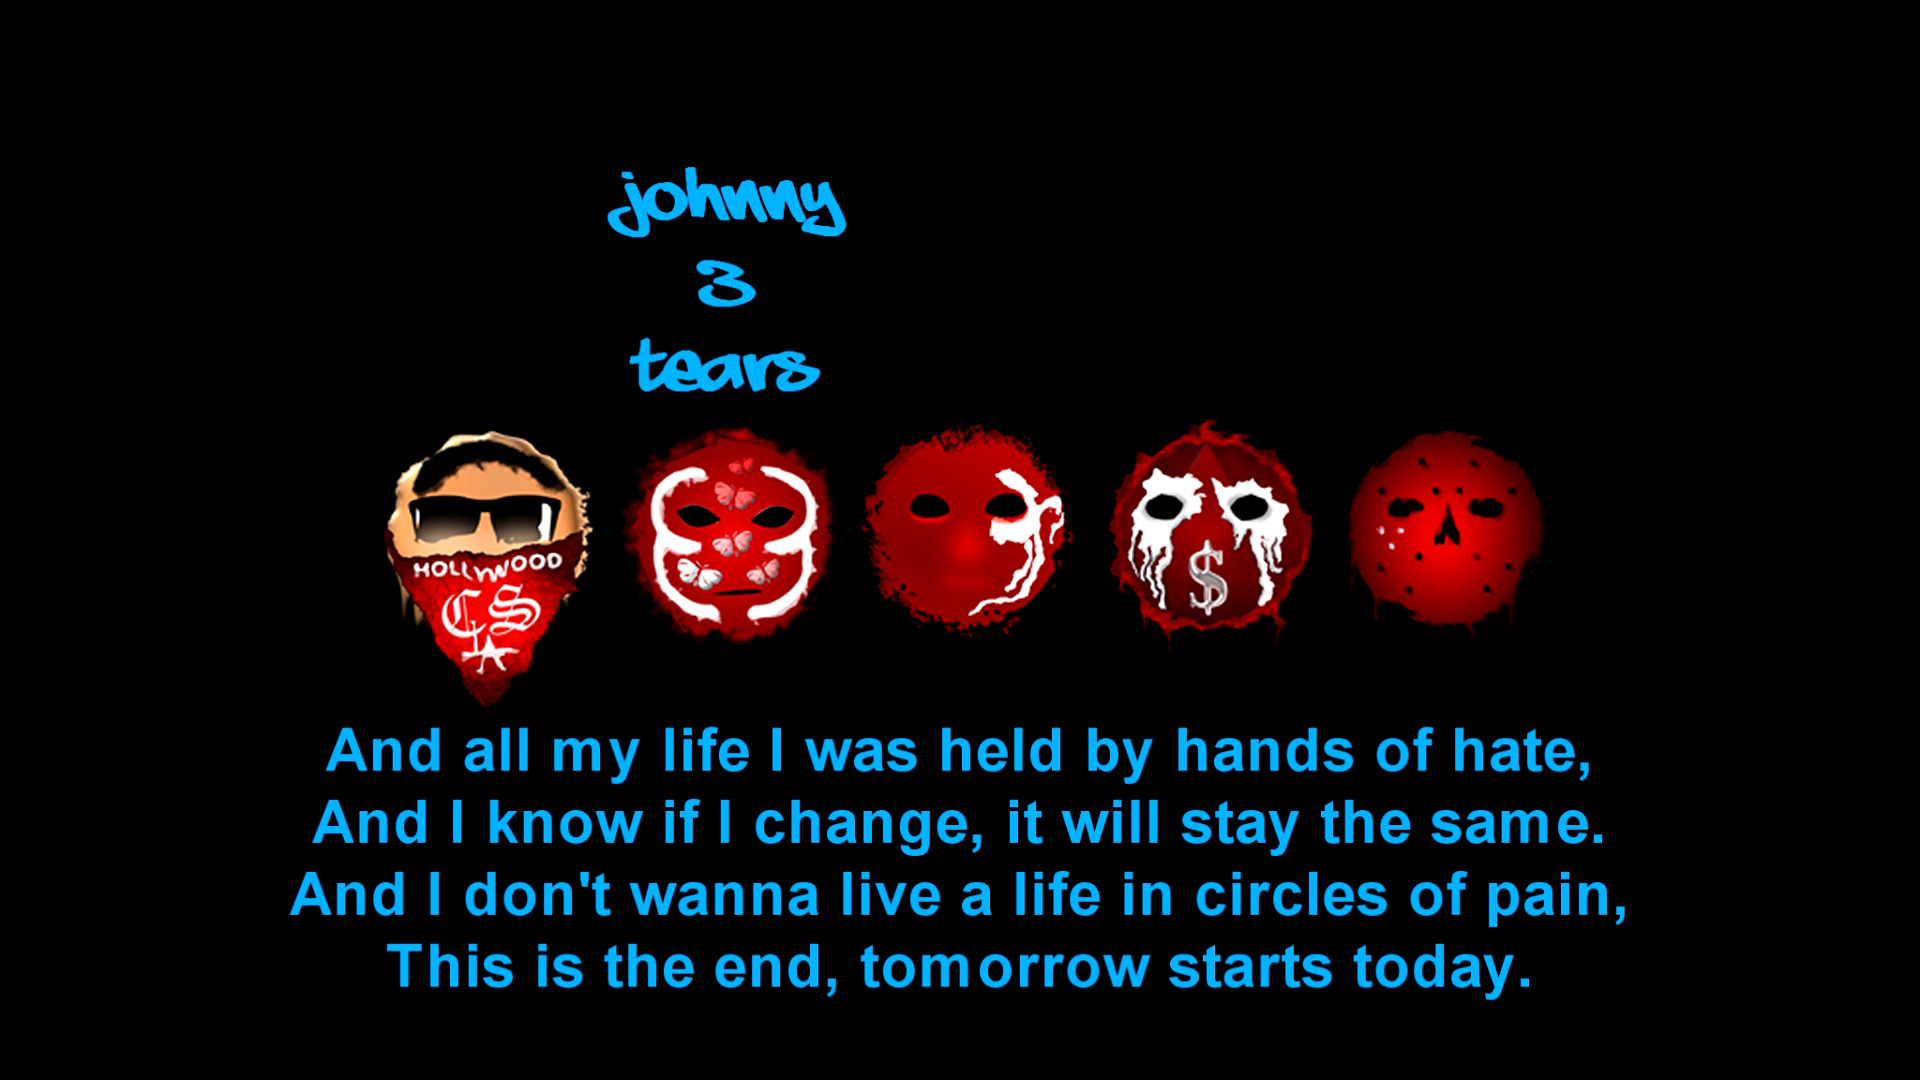 johnny
3
tears
HOLLYWOOD
CS
LA
$
And all my life I was held by hands of hate,
And I know if I change, it will stay the same.
And I don't wanna live a life in circles of pain,
This is the end, tomorrow starts today.